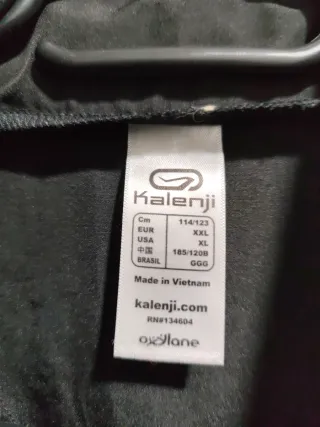 Kalenji
Cm 114/123
EUR XXL
USA XL
中国 185/120B
BRASIL GGG
Made in Vietnam
kalenji.com
RN#134604
oxylane